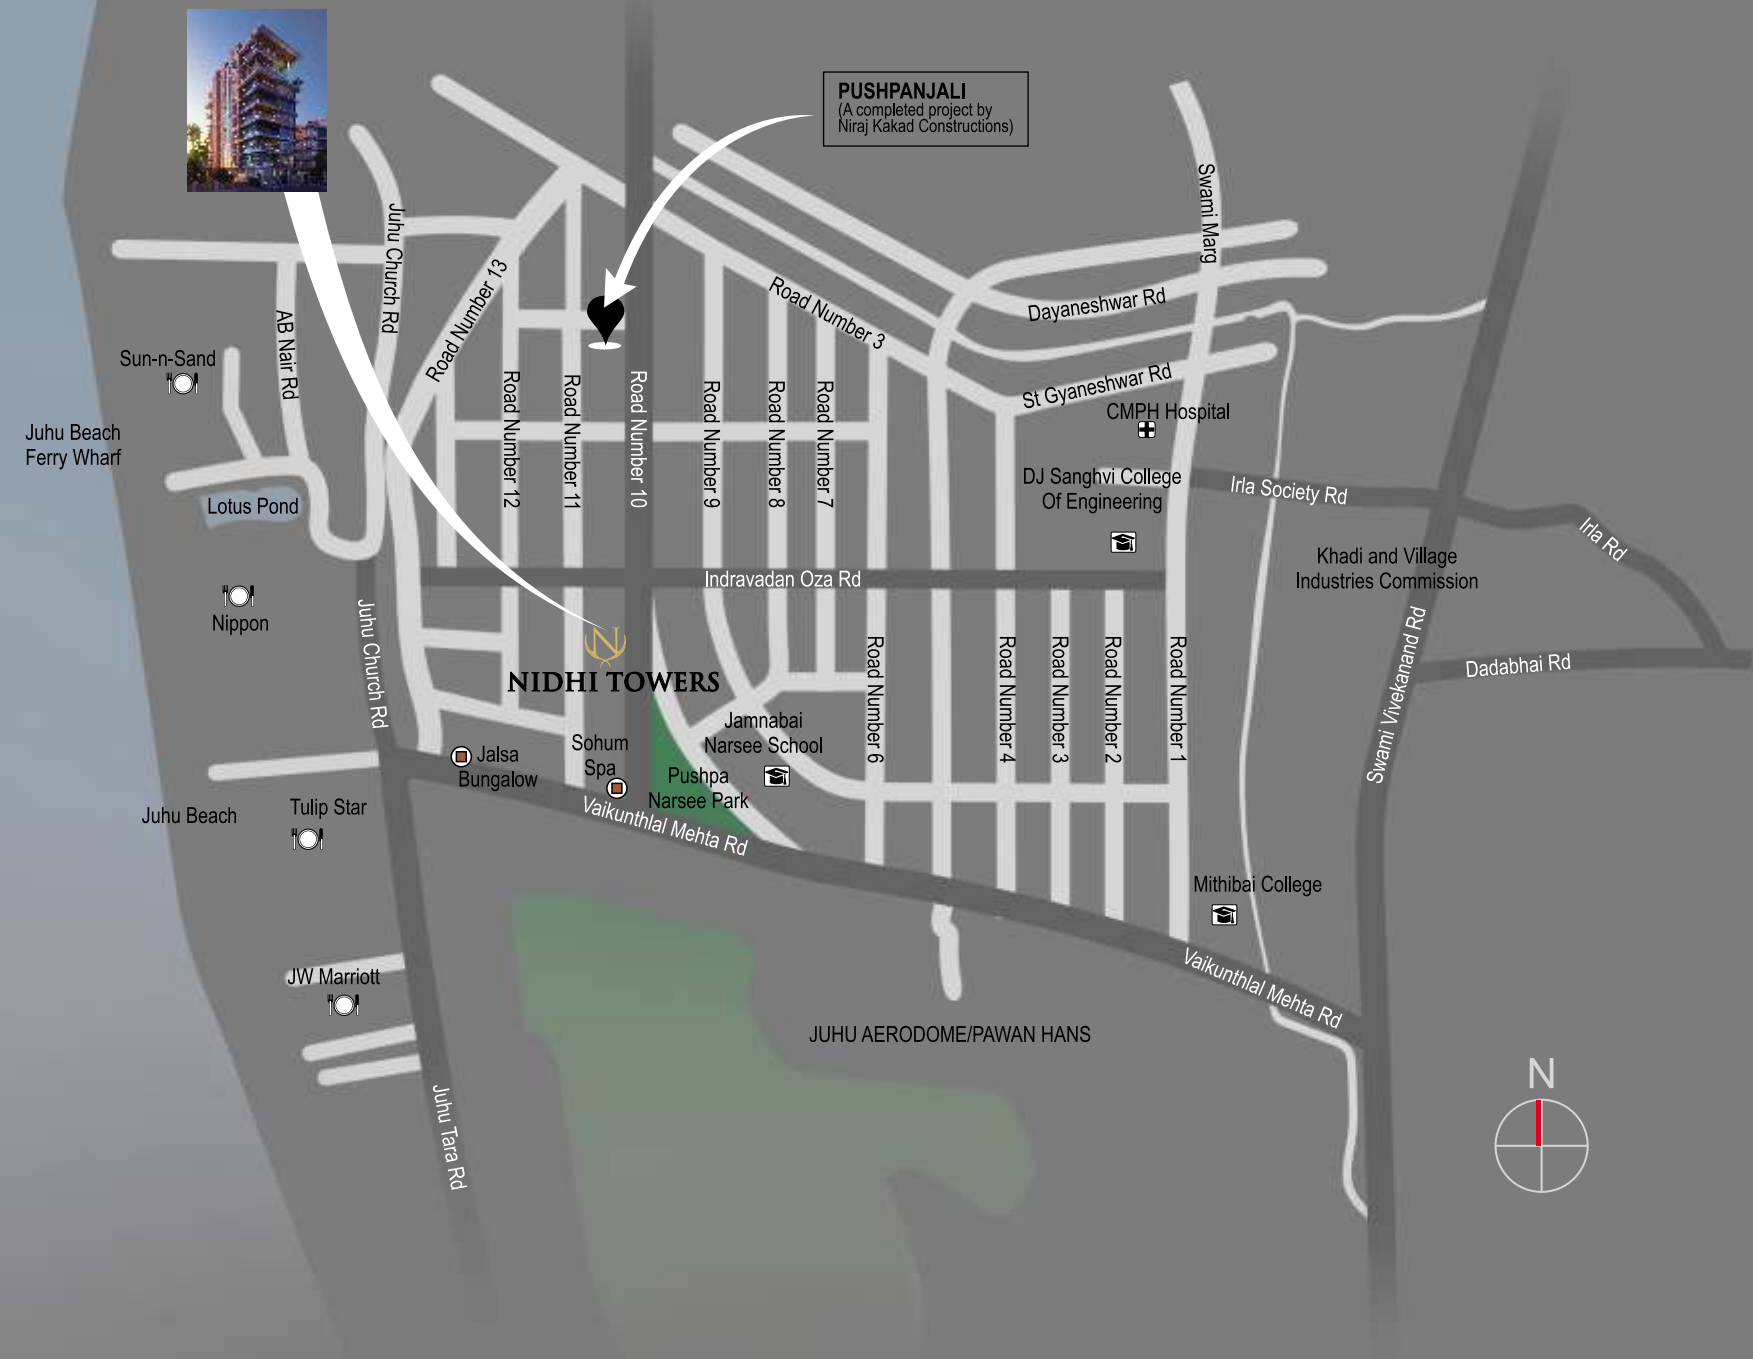 PUSHPANJALI
(A completed project by
Niraj Kakad Constructions)
Swami Marg
Juhu Church Rd
Road Number 13
AB Nair Rd
Road Number 3
Dayaneshwar Rd
Sun-n-Sand
St Gyaneshwar Rd
CMPH Hospital
Road Number 12
Road Number 11
Road Number 10
Road Number 9
Road Number 8
Road Number 7
Juhu Beach
Ferry Wharf
Lotus Pond
DJ Sanghvi College
Of Engineering
Irla Society Rd
Irla Rd
Khadi and Village
Industries Commission
Indravadan Oza Rd
Nippon
Juhu Church Rd
NIDHI TOWERS
Road Number 6
Road Number 4
Road Number 3
Road Number 2
Road Number 1
Swami Vivekanand Rd
Dadabhai Rd
Jamnabai
Narsee School
Sohum
Spa
Jalsa
Bungalow
Pushpa
Narsee Park
Juhu Beach
Tulip Star
Vaikunthlal Mehta Rd
Mithibai College
JW Marriott
Vaikunthlal Mehta Rd
JUHU AERODOME/PAWAN HANS
Juhu Tara Rd
N